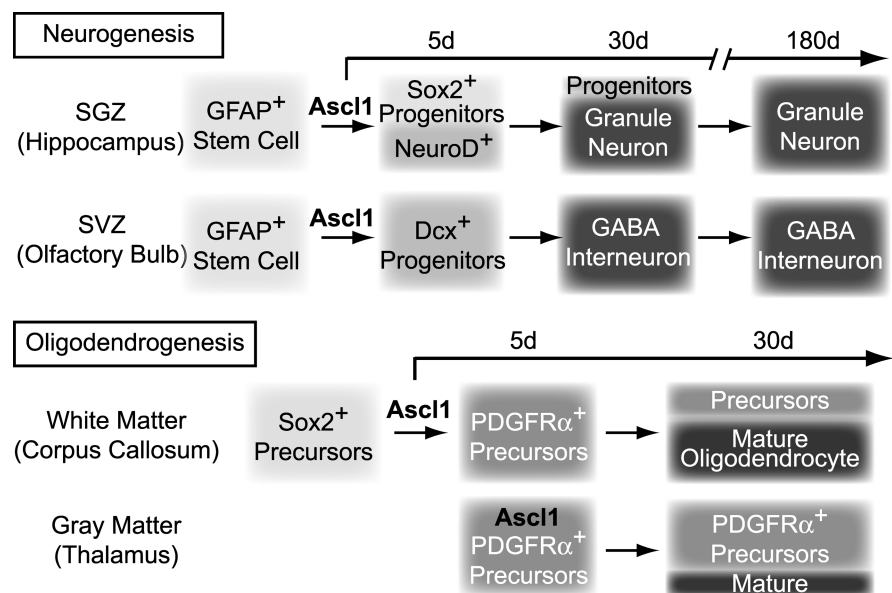 Neurogenesis
5d 30d 180d
SGZ
(Hippocampus)
GFAP+
Stem Cell
Ascl1
Sox2+
Progenitors
NeuroD+
Progenitors
Granule
Neuron
Granule
Neuron
SVZ
(Olfactory Bulb)
GFAP+
Stem Cell
Ascl1
Dcx+
Progenitors
GABA
Interneuron
GABA
Interneuron
Oligodendrogenesis
5d 30d
White Matter
(Corpus Callosum)
Sox2+
Precursors
Ascl1
PDGFRα+
Precursors
Precursors
Mature
Oligodendrocyte
Gray Matter
(Thalamus)
Ascl1
PDGFRα+
Precursors
PDGFRα+
Precursors
Mature